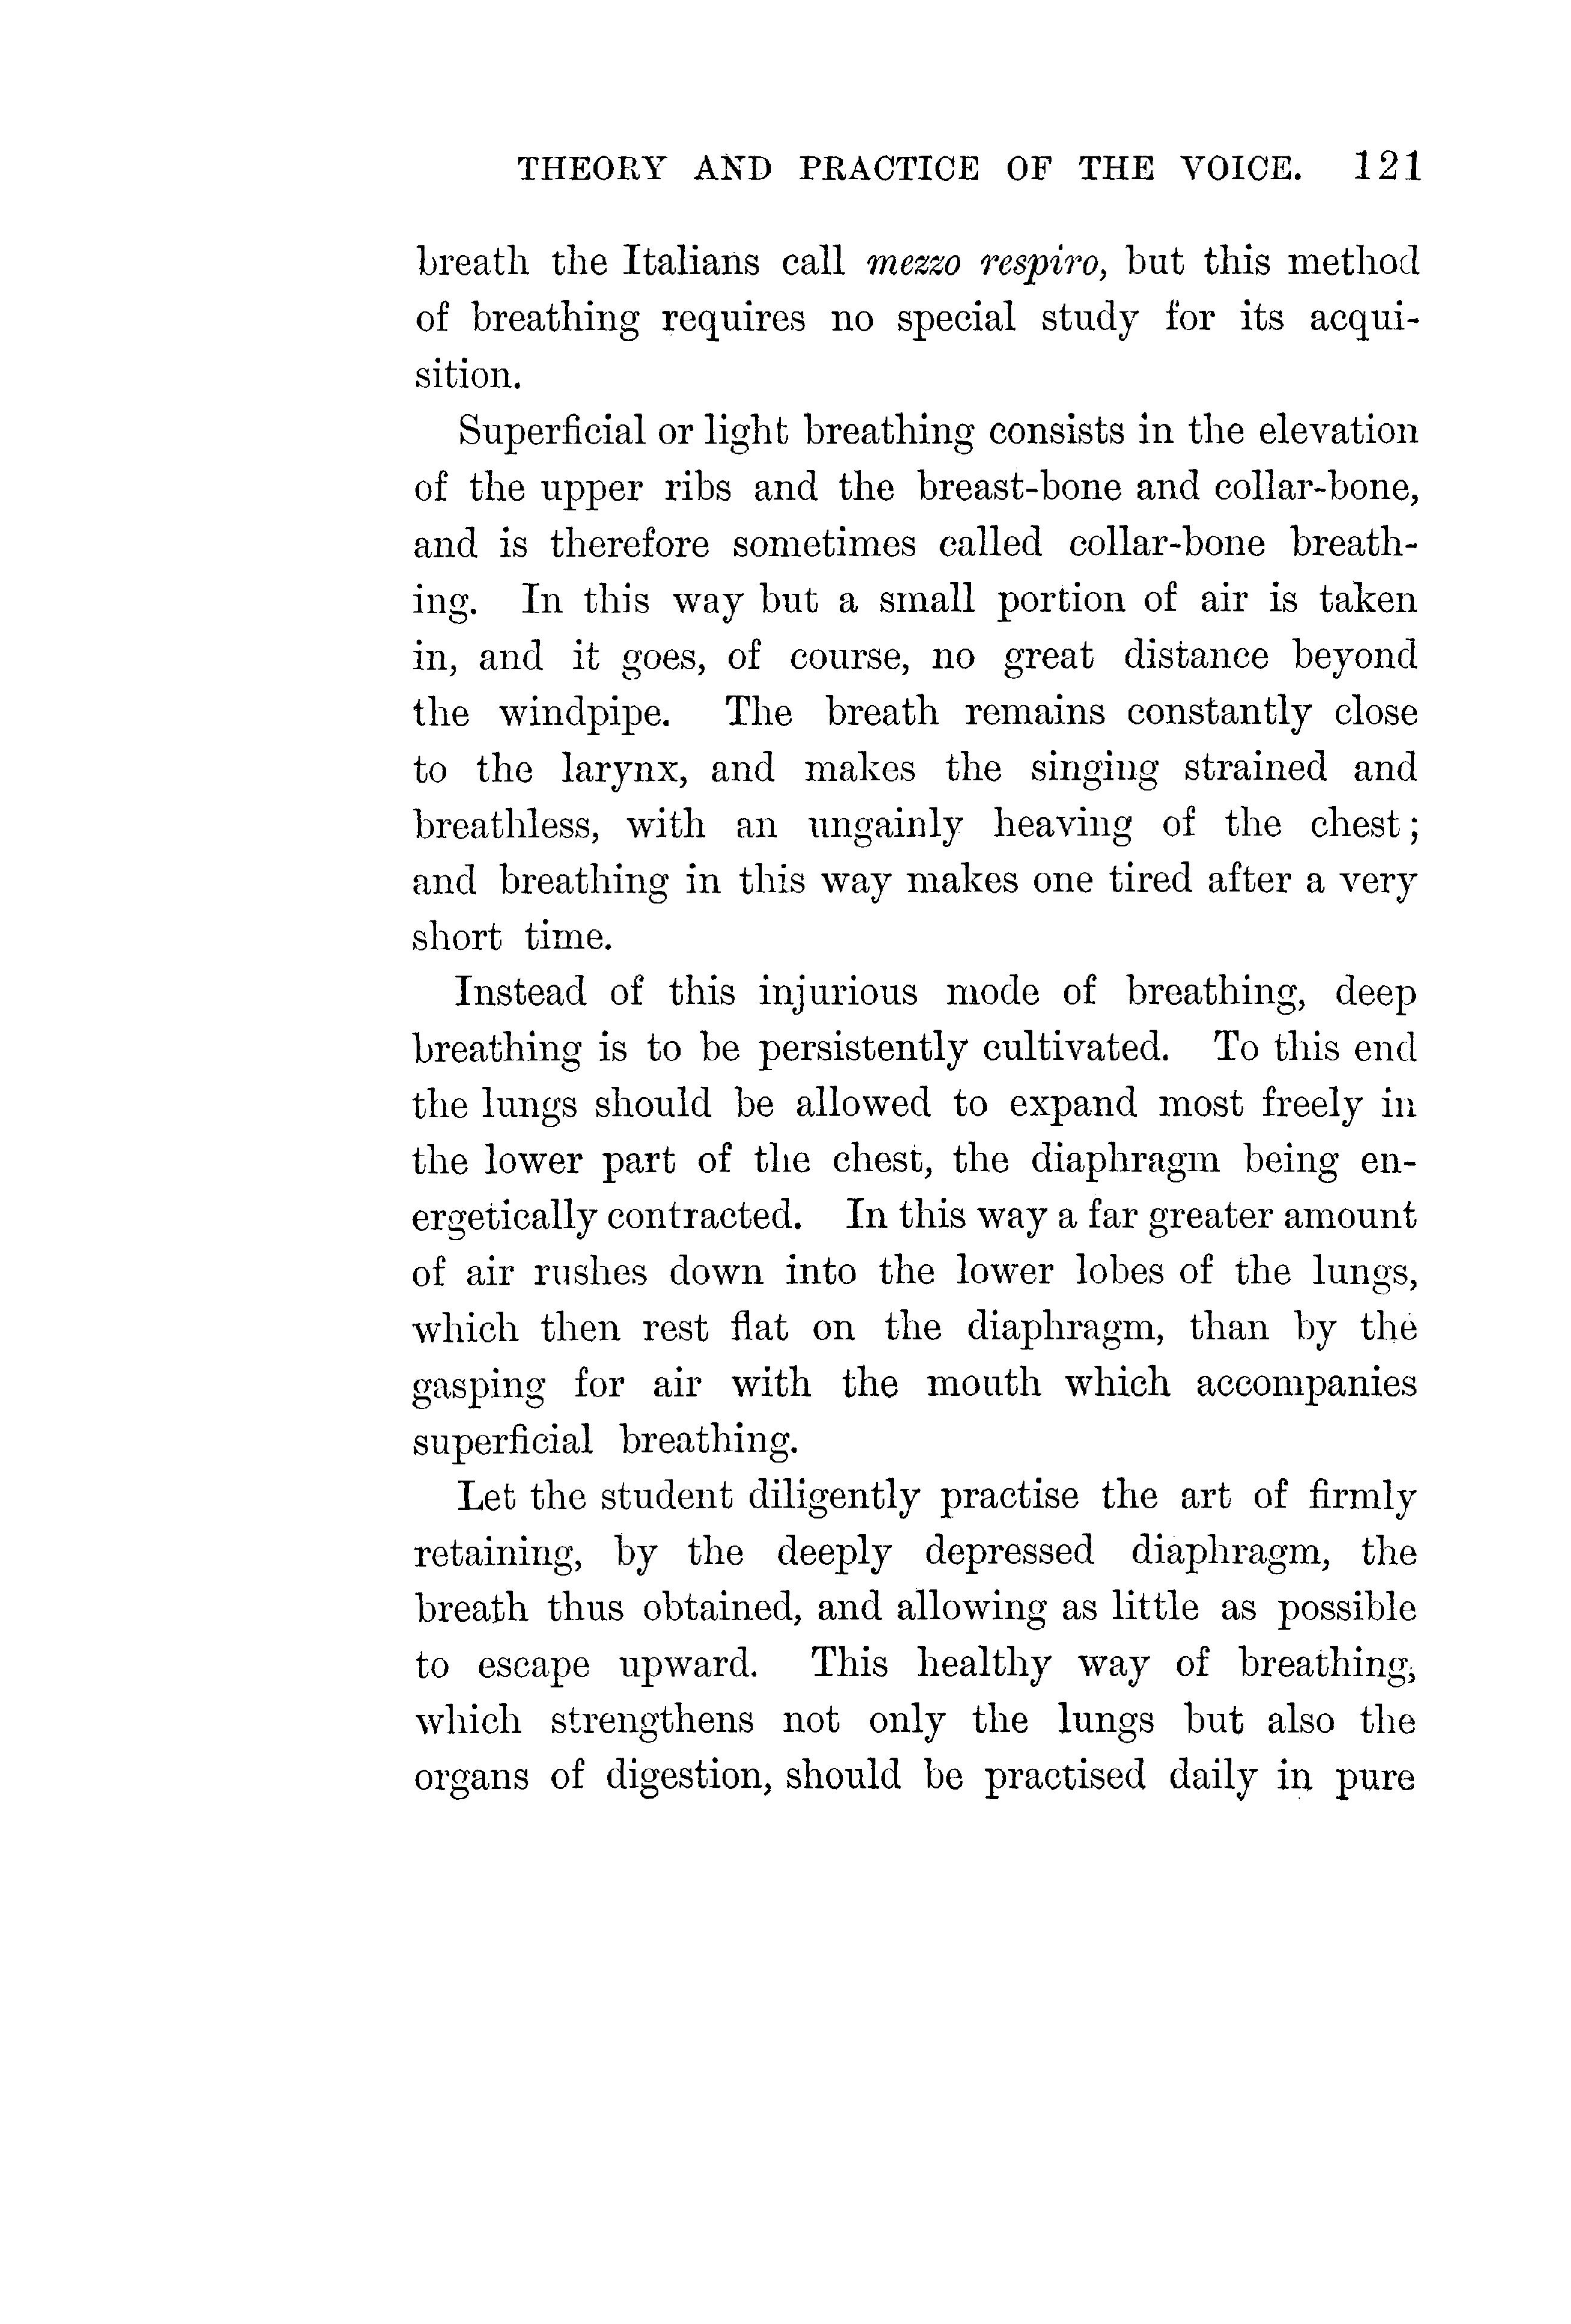 THEORY AND PRACTICE OF THE VOICE. 121
breath the Italians call mezzo respiro, but this method
of breathing requires no special study for its acqui-
sition.
Superficial or light breathing consists in the elevation
of the upper ribs and the breast-bone and collar-bone,
and is therefore sometimes called collar-bone breath-
ing. In this way but a small portion of air is taken
in, and it goes, of course, no great distance beyond
the windpipe. The breath remains constantly close
to the larynx, and makes the singing strained and
breathless, with an ungainly heaving of the chest;
and breathing in this way makes one tired after a very
short time.
Instead of this injurious mode of breathing, deep
breathing is to be persistently cultivated. To this end
the lungs should be allowed to expand most freely in
the lower part of the chest, the diaphragm being en-
ergetically contracted. In this way a far greater amount
of air rushes down into the lower lobes of the lungs,
which then rest flat on the diaphragm, than by the
gasping for air with the mouth which accompanies
superficial breathing.
Let the student diligently practise the art of firmly
retaining, by the deeply depressed diaphragm, the
breath thus obtained, and allowing as little as possible
to escape upward. This healthy way of breathing,
which strengthens not only the lungs but also the
organs of digestion, should be practised daily in pure